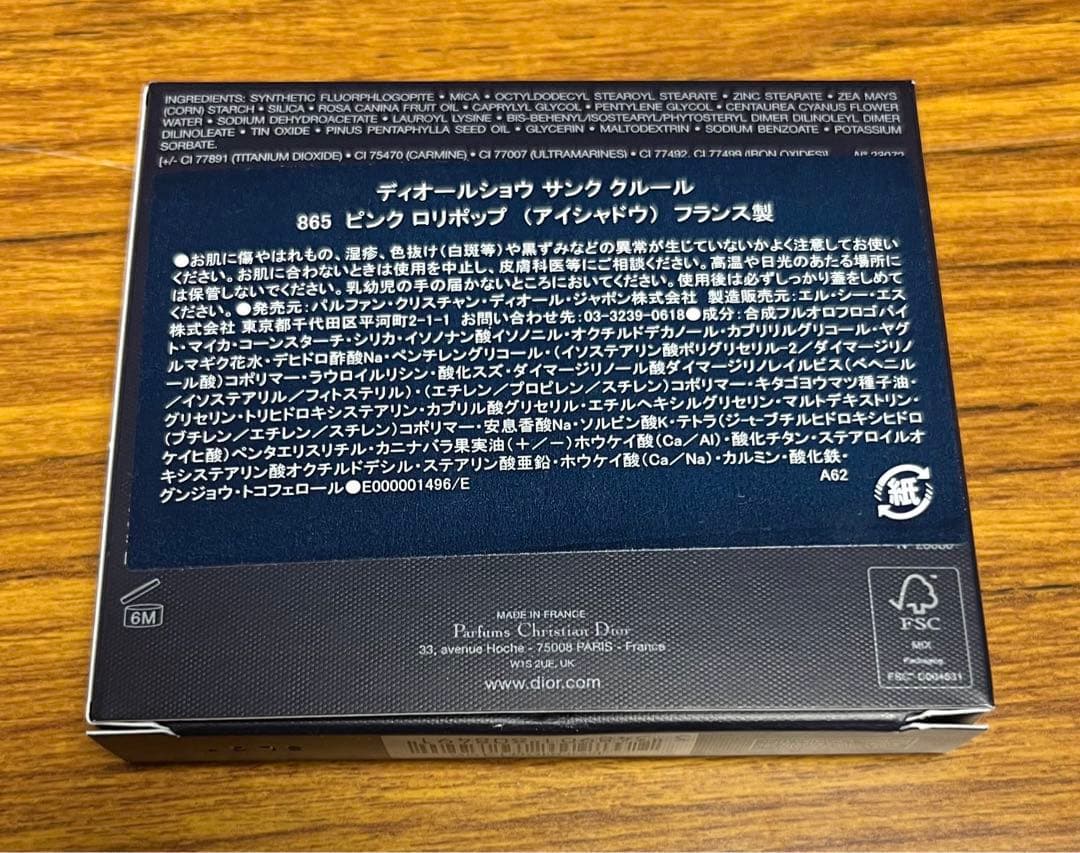 INGREDIENTS: SYNTHETIC FLUORPHLOGOPITE • MICA • OCTYLDODECYL STEAROYL STEARATE • ZINC STEARATE • ZEA MAYS
(CORN) STARCH • SILICA • ROSA CANINA FRUIT OIL • CAPRYLYL GLYCOL • PENTYLENE GLYCOL • CENTAUREA CYANUS FLOWER
WATER • SODIUM DEHYDROACETATE • LAUROYL LYSINE • BIS-BEHENYL/ISOSTEARYL/PHYTOSTERYL DIMER DILINOLEYL DIMER
DILINOLEATE • TIN OXIDE • PINUS PENTAPHYLLA SEED OIL • GLYCERIN • MALTODEXTRIN • SODIUM BENZOATE • POTASSIUM
SORBATE.
[+/- CI 77891 (TITANIUM DIOXIDE) • CI 75470 (CARMINE) • CI 77007 (ULTRAMARINES) • CI 77492, CI 77499 (IRON OXIDES)] N° 23072
ディオールショウ サンク クルール
865 ピンク ロリポップ (アイシャドウ) フランス製
●お肌に傷やはれもの、湿疹、色抜け(白斑等)や黒ずみなどの異常が生じていないかよく注意してお使い
ください。お肌に合わないときは使用を中止し、皮膚科医等にご相談ください。高温や日光のあたる場所に
は保管しないでください。乳幼児の手の届かないところにおいてください。使用後は必ずしっかり蓋をしめて
ください。●発売元:パルファン・クリスチャン・ディオール・ジャポン株式会社 製造販売元:エル・シー・エス
株式会社 東京都千代田区平河町2-1-1 お問い合わせ先:03-3239-0618●成分:合成フルオロフロゴパイ
ト・マイカ・コーンスターチ・シリカ・イソノナン酸イソノニル・オクチルドデカノール・カプリリルグリコール・ヤグ
ルマギク花水・デヒドロ酢酸Na・ペンチレングリコール・(イソステアリン酸ポリグリセリル-2/ダイマージリノ
ール酸)コポリマー・ラウロイルリシン・酸化スズ・ダイマージリノール酸ダイマージリノレイルビス(ベヘニル
/イソステアリル/フィトステリル)・(エチレン/プロピレン/スチレン)コポリマー・キタゴヨウマツ種子油・
グリセリン・トリヒドロキシステアリン・カプリル酸グリセリル・エチルヘキシルグリセリン・マルトデキストリン・
(ブチレン/エチレン/スチレン)コポリマー・安息香酸Na・ソルビン酸K・テトラ(ジ-t-ブチルヒドロキシヒドロ
ケイヒ酸)ペンタエリスリチル・カニナバラ果実油(+/-)ホウケイ酸(Ca/Al)・酸化チタン・ステアロイルオ
キシステアリン酸オクチルドデシル・ステアリン酸亜鉛・ホウケイ酸(Ca/Na)・カルミン・酸化鉄・
グンジョウ・トコフェロール●E000001496/E A62
紙
6M
MADE IN FRANCE
Parfums Christian Dior
33, avenue Hoche - 75008 PARIS - France
W1S 2UE, UK
www.dior.com
FSC
MIX
Packaging
FSC® C004631